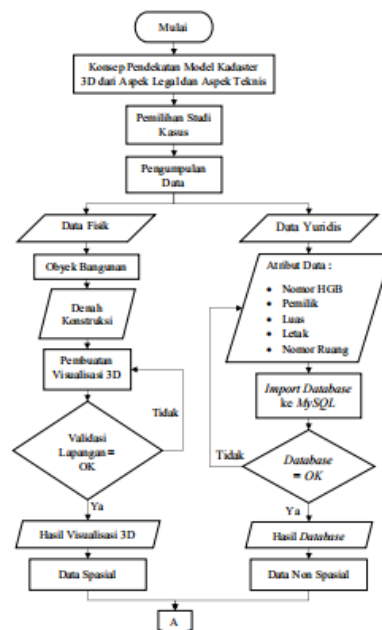 Mulai
Konsep Pendekatan Model Kadaster
3D dari Aspek Legal dan Aspek Teknis
Pemilihan Studi
Kasus
Pengumpulan
Data
Data Fisik
Data Yuridis
Obyek Bangunan
Denah
Konstruksi
Pembuatan
Visualisasi 3D
Tidak
Validasi
Lapangan =
OK
Ya
Hasil Visualisasi 3D
Data Spasial
Atribut Data :
• Nomor HGB
• Pemilik
• Luas
• Letak
• Nomor Ruang
Import Database
ke MySQL
Tidak
Database
= OK
Ya
Hasil Database
Data Non Spasial
A